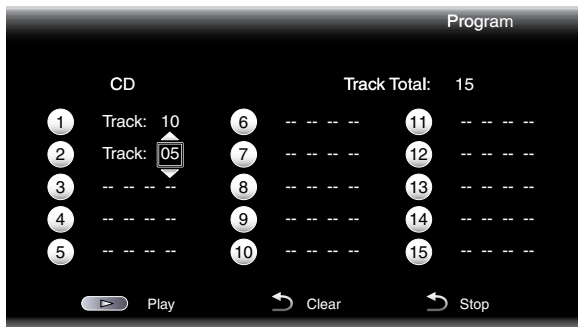 Program
CD Track Total: 15
1 Track: 10 6 -- -- -- -- 11 -- -- -- --
2 Track: 05 7 -- -- -- -- 12 -- -- -- --
3 -- -- -- -- 8 -- -- -- -- 13 -- -- -- --
4 -- -- -- -- 9 -- -- -- -- 14 -- -- -- --
5 -- -- -- -- 10 -- -- -- -- 15 -- -- -- --
Play Clear Stop